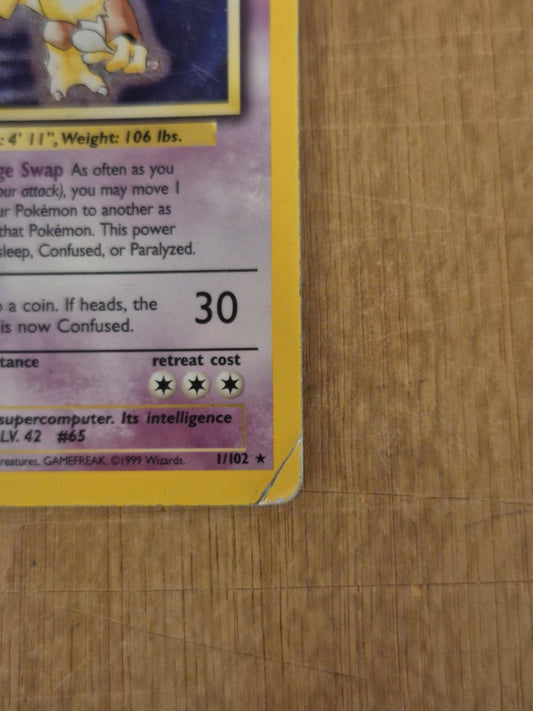 : 4' 11", Weight: 106 lbs.
ge Swap As often as you
our attack), you may move 1
ur Pokémon to another as
that Pokémon. This power
sleep, Confused, or Paralyzed.
a coin. If heads, the
is now Confused.
30
tance
retreat cost
supercomputer. Its intelligence
LV. 42 #65
reatures, GAMEFREAK. ©1999 Wizards.
1/102 ★